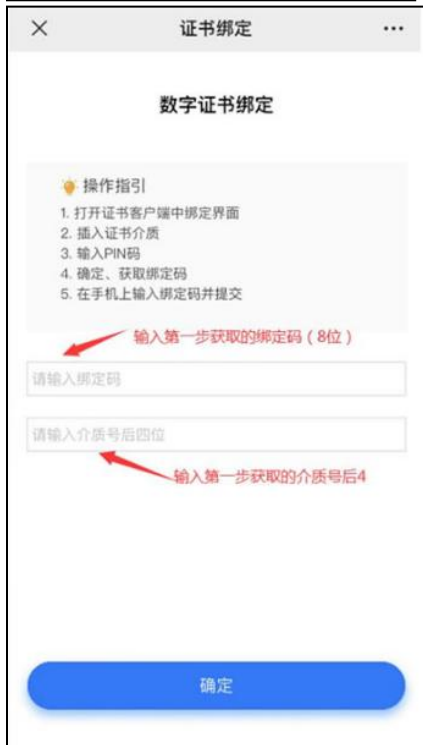 证书绑定
数字证书绑定
操作指引
1. 打开证书客户端中绑定界面
2. 插入证书介质
3. 输入PIN码
4. 确定、获取绑定码
5. 在手机上输入绑定码并提交
输入第一步获取的绑定码（8位）
请输入绑定码
请输入介质号后四位
输入第一步获取的介质号后4
确定